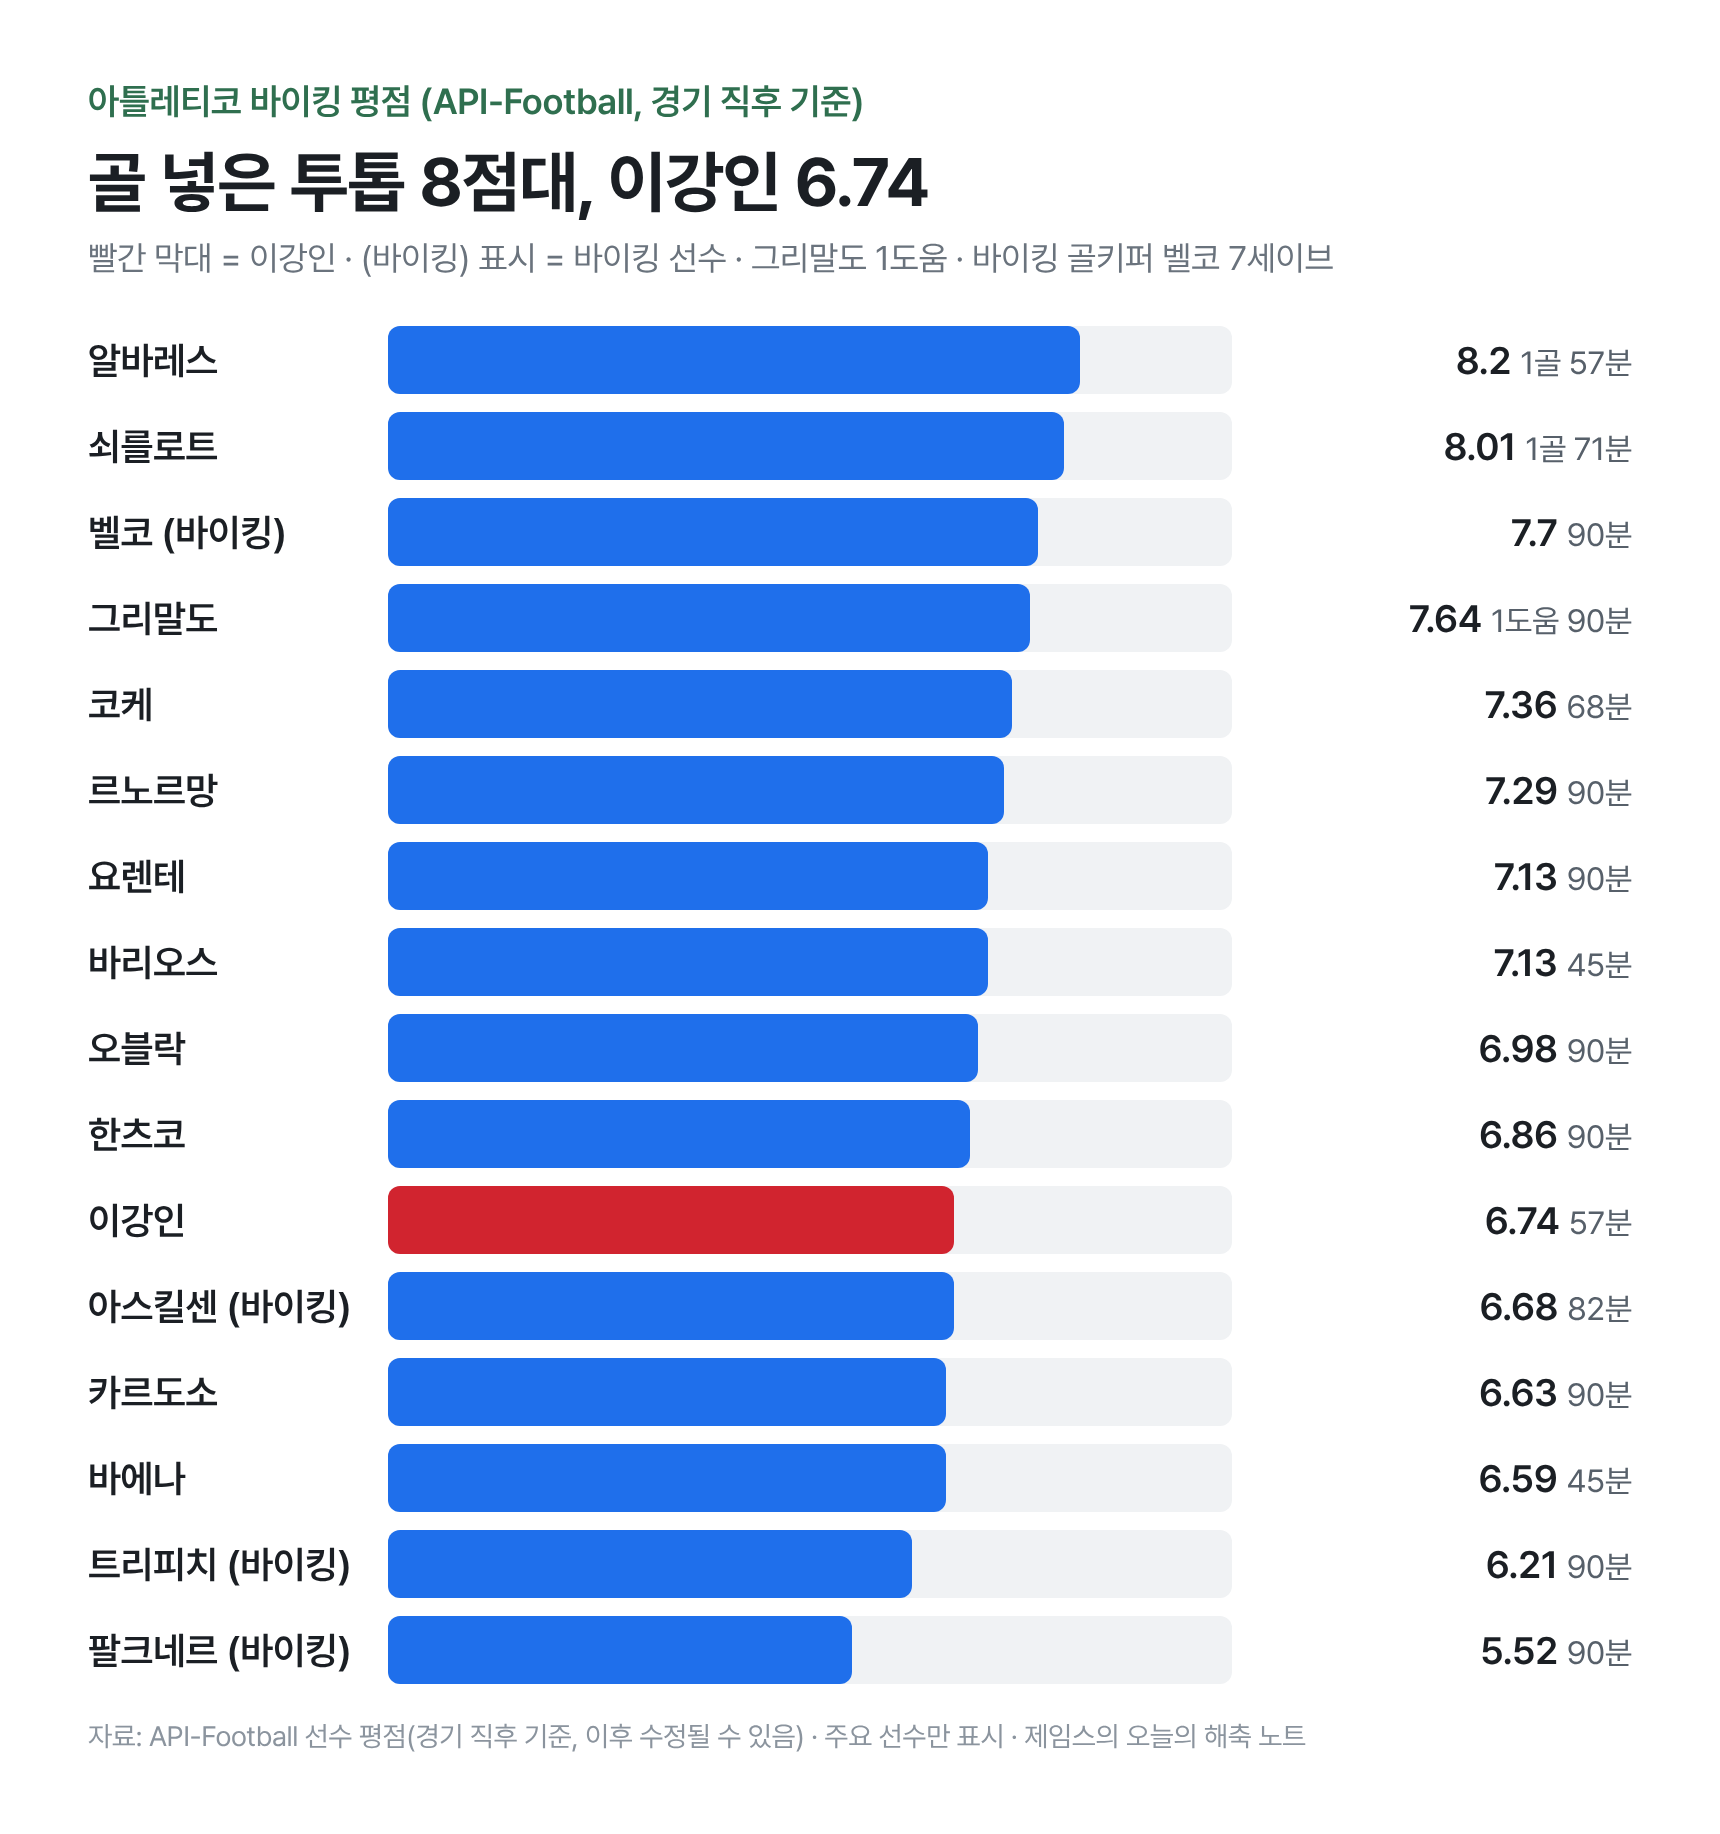 아틀레티코 바이킹 평점 (API-Football, 경기 직후 기준)
골 넣은 투톱 8점대, 이강인 6.74
빨간 막대 = 이강인 · (바이킹) 표시 = 바이킹 선수 · 그리말도 1도움 · 바이킹 골키퍼 벨코 7세이브
알바레스 8.2 1골 57분
쇠를로트 8.01 1골 71분
벨코 (바이킹) 7.7 90분
그리말도 7.64 1도움 90분
코케 7.36 68분
르노르망 7.29 90분
요렌테 7.13 90분
바리오스 7.13 45분
오블락 6.98 90분
한츠코 6.86 90분
이강인 6.74 57분
아스킬센 (바이킹) 6.68 82분
카르도소 6.63 90분
바에나 6.59 45분
트리피치 (바이킹) 6.21 90분
팔크네르 (바이킹) 5.52 90분
자료: API-Football 선수 평점(경기 직후 기준, 이후 수정될 수 있음) · 주요 선수만 표시 · 제임스의 오늘의 해축 노트